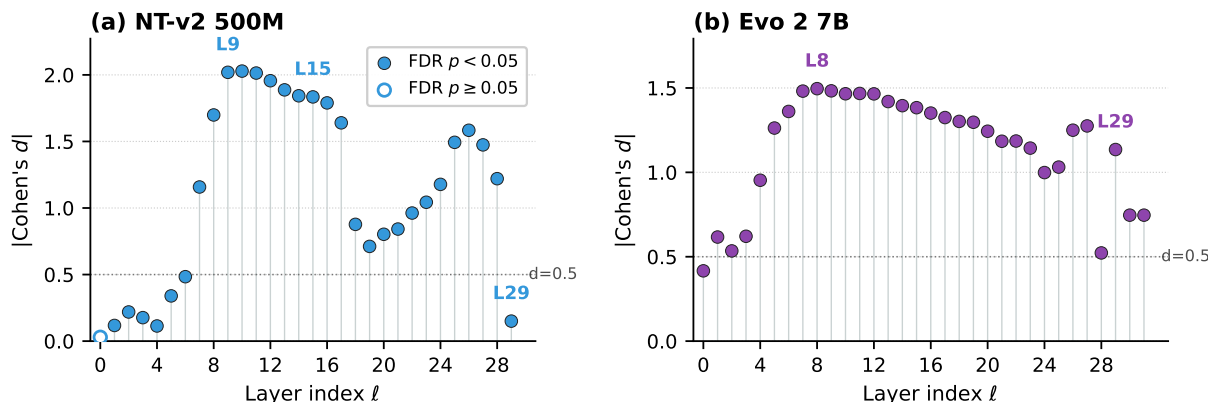 (a) NT-v2 500M
|Cohen's d|
2.0
1.5
1.0
0.5
0.0
L9
L15
L29
d=0.5
FDR p < 0.05
FDR p ≥ 0.05
0 4 8 12 16 20 24 28
Layer index ℓ
(b) Evo 2 7B
|Cohen's d|
1.5
1.0
0.5
0.0
L8
L29
d=0.5
0 4 8 12 16 20 24 28
Layer index ℓ